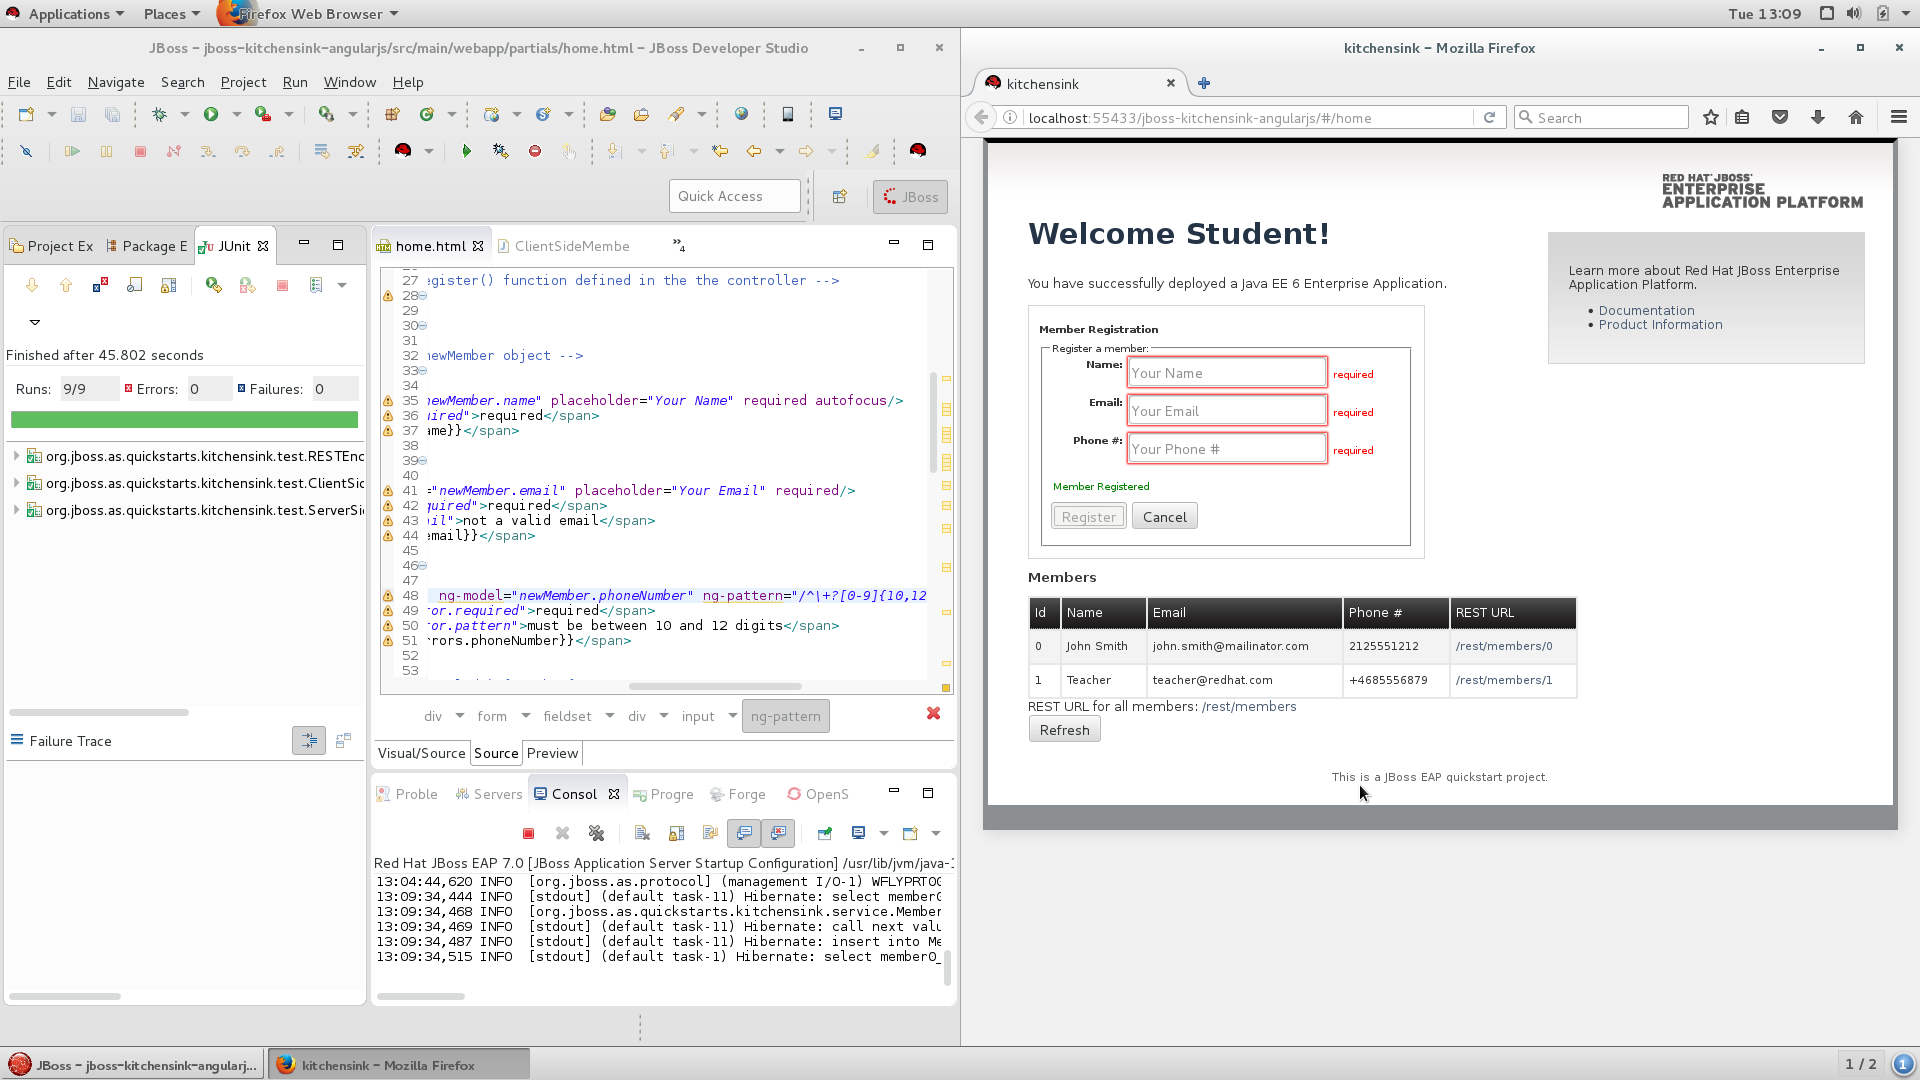 Applications Places Firefox Web Browser Tue 13:09
JBoss – jboss-kitchensink-angularjs/src/main/webapp/partials/home.html – JBoss Developer Studio
File Edit Navigate Search Project Run Window Help
Quick Access JBoss
Project Ex Package E JUnit
Finished after 45.802 seconds
Runs: 9/9 Errors: 0 Failures: 0
org.jboss.as.quickstarts.kitchensink.test.RESTEnc
org.jboss.as.quickstarts.kitchensink.test.ClientSid
org.jboss.as.quickstarts.kitchensink.test.ServerSi
Failure Trace
home.html ClientSideMembe »4
27 egister() function defined in the the controller -->
28
29
30
31
32 newMember object -->
33
34
35 newMember.name" placeholder="Your Name" required autofocus/>
36 uired">required</span>
37 ame}}</span>
38
39
40
41 ="newMember.email" placeholder="Your Email" required/>
42 quired">required</span>
43 ail">not a valid email</span>
44 email}}</span>
45
46
47
48 ng-model="newMember.phoneNumber" ng-pattern="/^\+?[0-9]{10,12
49 ror.required">required</span>
50 ror.pattern">must be between 10 and 12 digits</span>
51 rrors.phoneNumber}}</span>
52
53
div form fieldset div input ng-pattern
Visual/Source Source Preview
Proble Servers Consol Progre Forge OpenS
Red Hat JBoss EAP 7.0 [JBoss Application Server Startup Configuration] /usr/lib/jvm/java-1
13:04:44,620 INFO [org.jboss.as.protocol] (management I/O-1) WFLYPRTOG
13:09:34,444 INFO [stdout] (default task-11) Hibernate: select member0
13:09:34,468 INFO [org.jboss.as.quickstarts.kitchensink.service.Member
13:09:34,469 INFO [stdout] (default task-11) Hibernate: call next valu
13:09:34,487 INFO [stdout] (default task-11) Hibernate: insert into Me
13:09:34,515 INFO [stdout] (default task-1) Hibernate: select member0_
kitchensink – Mozilla Firefox
kitchensink
localhost:55433/jboss-kitchensink-angularjs/#/home Search
RED HAT JBOSS
ENTERPRISE
APPLICATION PLATFORM
Welcome Student!
You have successfully deployed a Java EE 6 Enterprise Application.
Learn more about Red Hat JBoss Enterprise
Application Platform.
Documentation
Product Information
Member Registration
Register a member:
Name: Your Name required
Email: Your Email required
Phone #: Your Phone # required
Member Registered
Register Cancel
Members
Id Name Email Phone # REST URL
0 John Smith john.smith@mailinator.com 2125551212 /rest/members/0
1 Teacher teacher@redhat.com +4685556879 /rest/members/1
REST URL for all members: /rest/members
Refresh
This is a JBoss EAP quickstart project.
JBoss – jboss-kitchensink-angularj... kitchensink – Mozilla Firefox 1 / 2 1